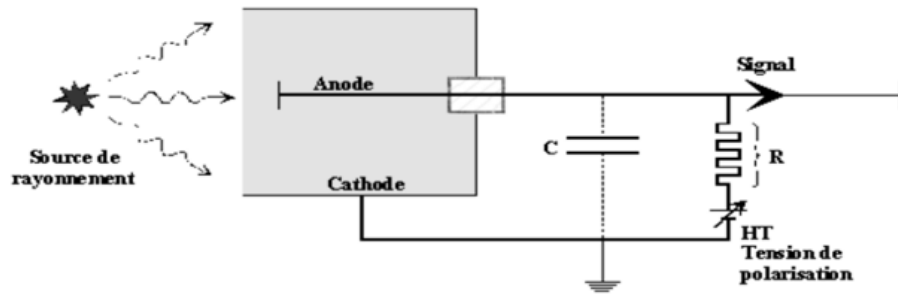 Signal
Anode
C
R
Source de
rayonnement
Cathode
HT
Tension de
polarisation